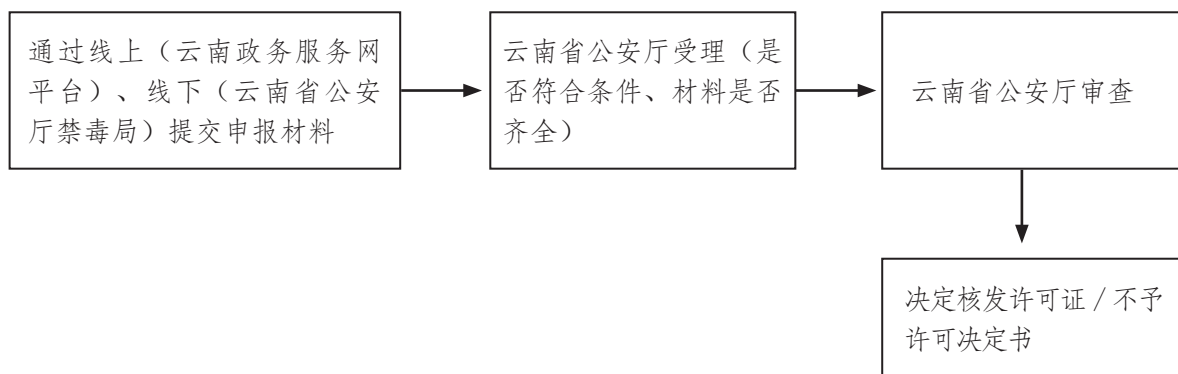 通过线上（云南政务服务网
平台）、线下（云南省公安
厅禁毒局）提交申报材料
云南省公安厅受理（是
否符合条件、材料是否
齐全）
云南省公安厅审查
决定核发许可证/不予
许可决定书